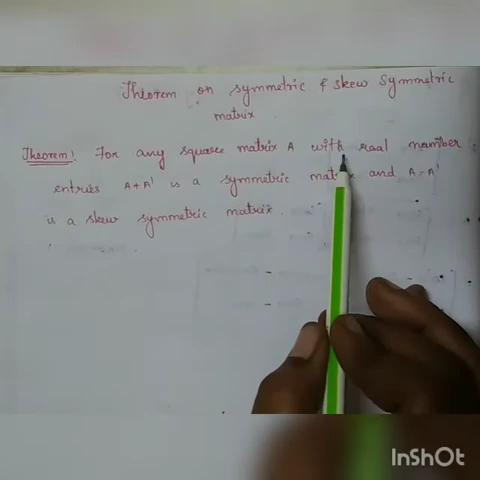 Theorem on symmetric & skew symmetric
matrix
Theorem: For any square matrix A with real number
entries A+A' is a symmetric matrix and A-A'
is a skew symmetric matrix.
InShOt